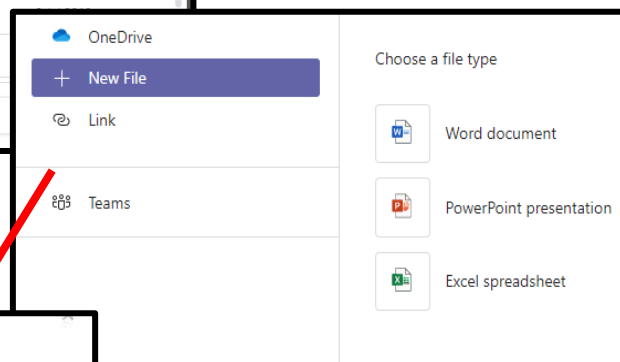 OneDrive
New File
Link
Teams
Choose a file type
Word document
PowerPoint presentation
Excel spreadsheet